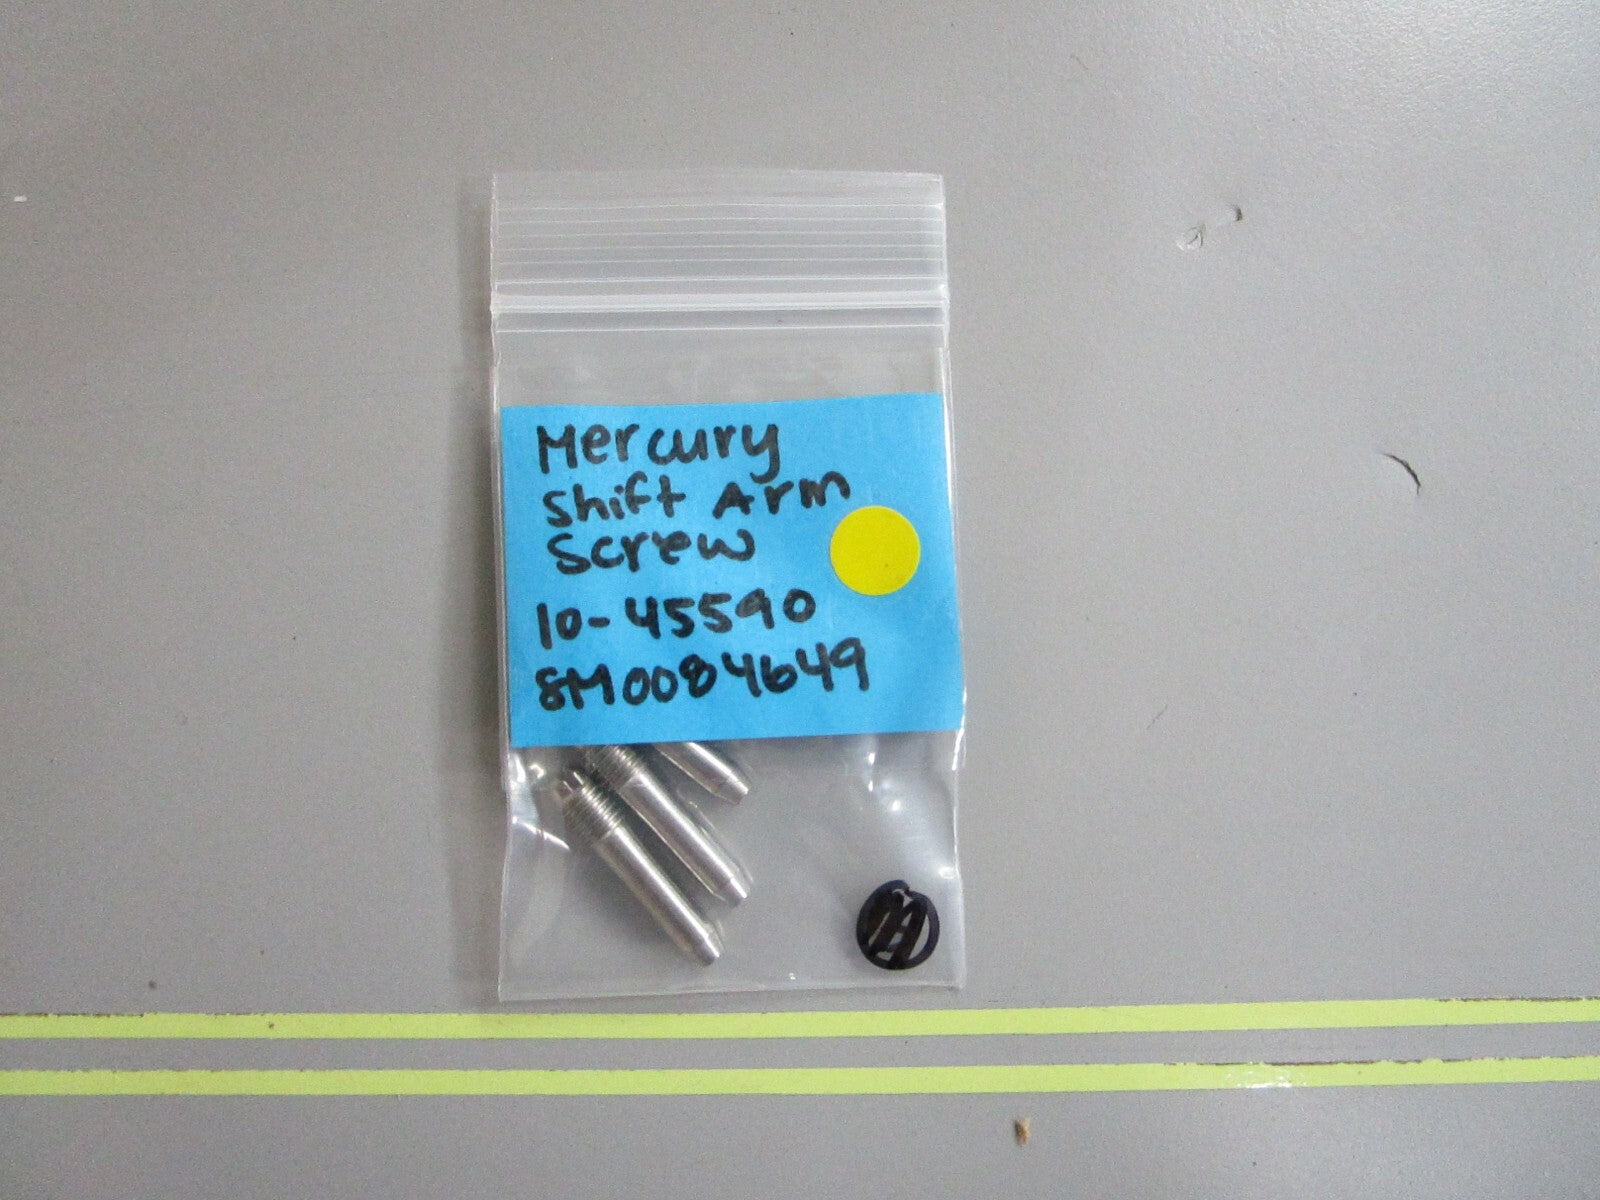 Mercury
Shift Arm
Screw
10-45590
8M0084649